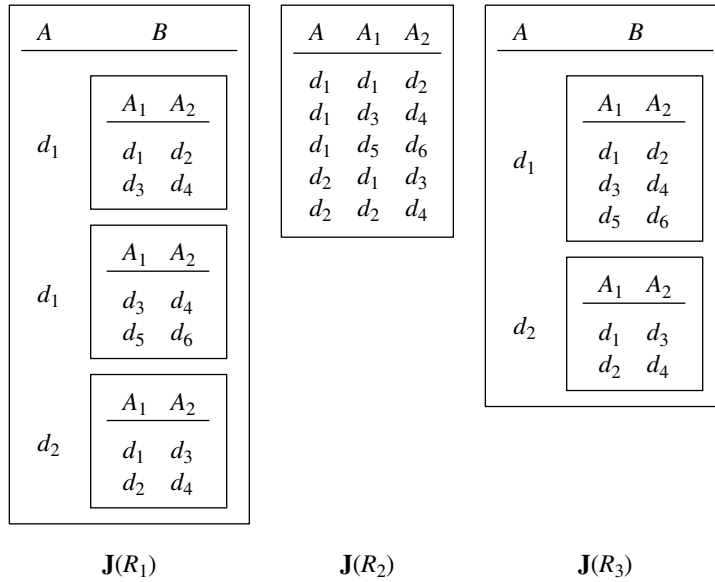 A B
A₁ A₂
d₁
d₁ d₂
d₃ d₄
A₁ A₂
d₁
d₃ d₄
d₅ d₆
A₁ A₂
d₂
d₁ d₃
d₂ d₄
J(R₁)
A A₁ A₂
d₁ d₁ d₂
d₁ d₃ d₄
d₁ d₅ d₆
d₂ d₁ d₃
d₂ d₂ d₄
J(R₂)
A B
A₁ A₂
d₁ d₂
d₁ d₃ d₄
d₅ d₆
A₁ A₂
d₂
d₁ d₃
d₂ d₄
J(R₃)